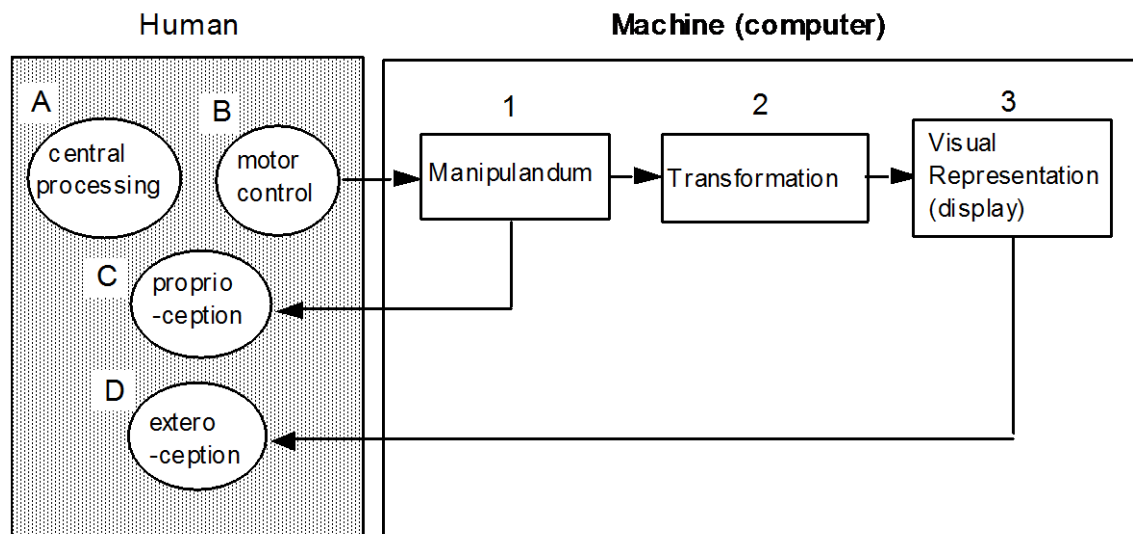 Human
Machine (computer)
A
central
processing
B
motor
control
1
Manipulandum
2
Transformation
3
Visual
Representation
(display)
C
proprio
-ception
D
extero
-ception